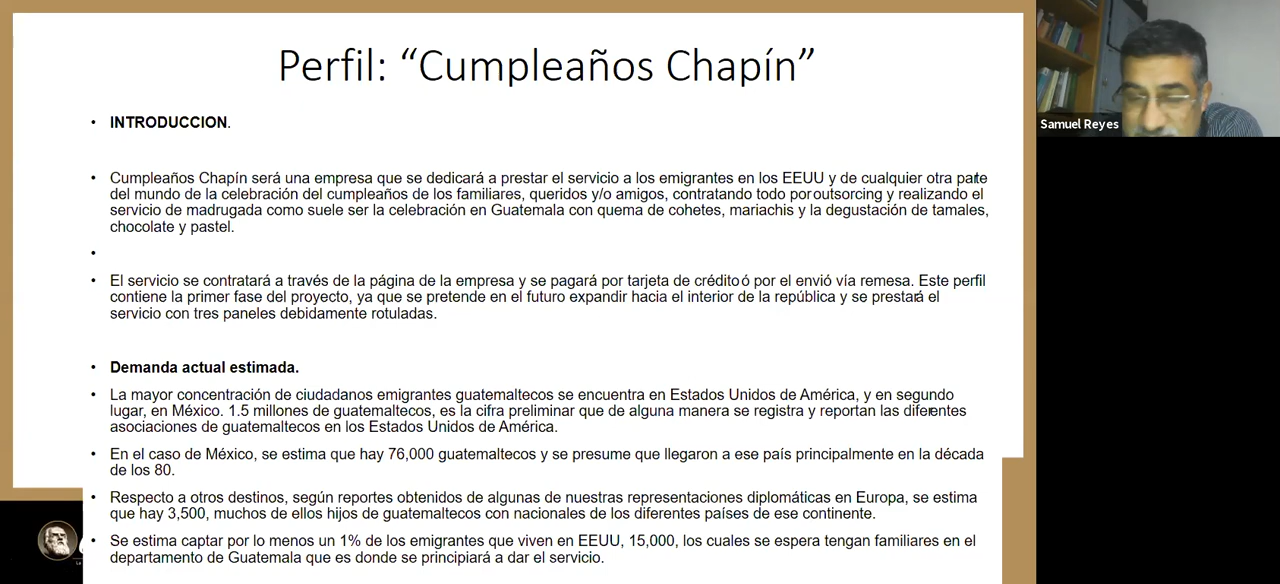 Perfil: “Cumpleaños Chapín”
• INTRODUCCION.
• Cumpleaños Chapín será una empresa que se dedicará a prestar el servicio a los emigrantes en los EEUU y de cualquier otra parte
del mundo de la celebración del cumpleaños de los familiares, queridos y/o amigos, contratando todo por outsorcing y realizando el
servicio de madrugada como suele ser la celebración en Guatemala con quema de cohetes, mariachis y la degustación de tamales,
chocolate y pastel.
•
• El servicio se contratará a través de la página de la empresa y se pagará por tarjeta de crédito ó por el envió vía remesa. Este perfil
contiene la primer fase del proyecto, ya que se pretende en el futuro expandir hacia el interior de la república y se prestará el
servicio con tres paneles debidamente rotuladas.
• Demanda actual estimada.
• La mayor concentración de ciudadanos emigrantes guatemaltecos se encuentra en Estados Unidos de América, y en segundo
lugar, en México. 1.5 millones de guatemaltecos, es la cifra preliminar que de alguna manera se registra y reportan las diferentes
asociaciones de guatemaltecos en los Estados Unidos de América.
• En el caso de México, se estima que hay 76,000 guatemaltecos y se presume que llegaron a ese país principalmente en la década
de los 80.
• Respecto a otros destinos, según reportes obtenidos de algunas de nuestras representaciones diplomáticas en Europa, se estima
que hay 3,500, muchos de ellos hijos de guatemaltecos con nacionales de los diferentes países de ese continente.
• Se estima captar por lo menos un 1% de los emigrantes que viven en EEUU, 15,000, los cuales se espera tengan familiares en el
departamento de Guatemala que es donde se principiará a dar el servicio.
Samuel Reyes